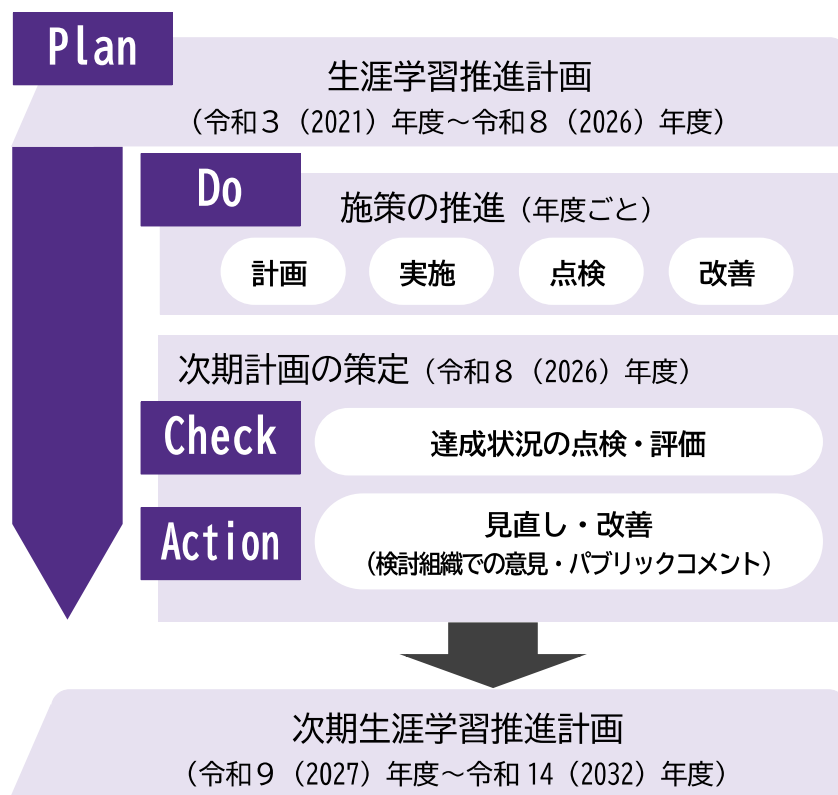 Plan
生涯学習推進計画
（令和３（2021）年度～令和８（2026）年度）
Do
施策の推進（年度ごと）
計画 実施 点検 改善
次期計画の策定（令和８（2026）年度）
Check
達成状況の点検・評価
Action
見直し・改善
（検討組織での意見・パブリックコメント）
次期生涯学習推進計画
（令和９（2027）年度～令和14（2032）年度）